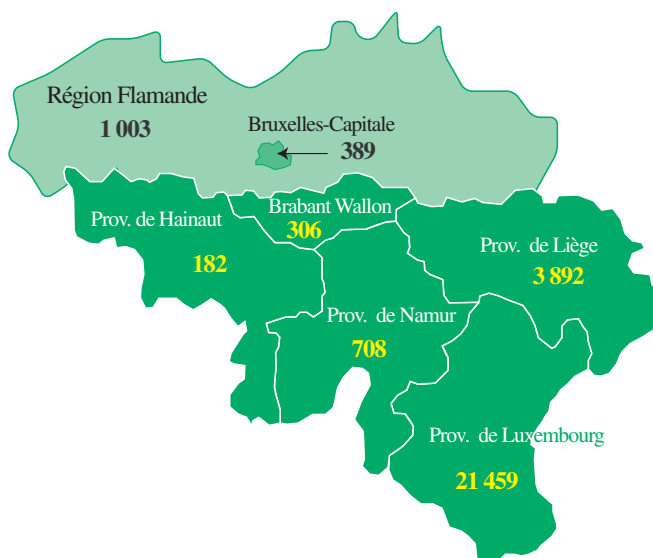 Région Flamande
1 003
Bruxelles-Capitale
389
Brabant Wallon
306
Prov. de Hainaut
182
Prov. de Liège
3 892
Prov. de Namur
708
Prov. de Luxembourg
21 459